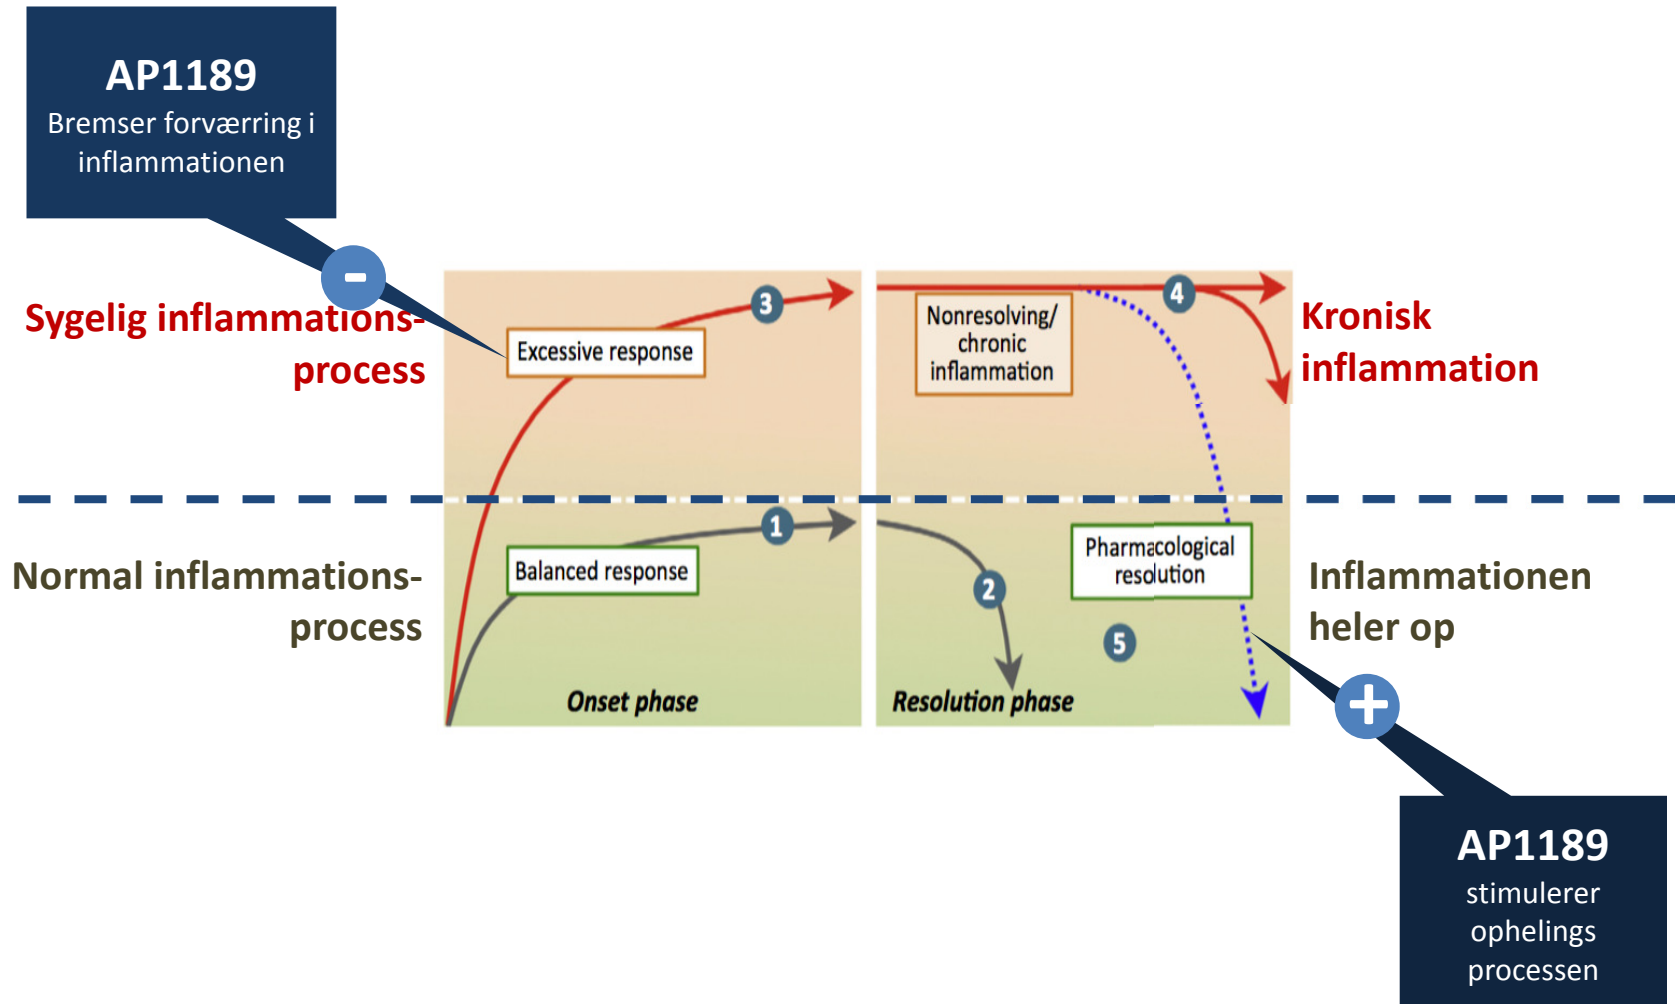 AP1189
Bremser forværring i
inflammationen
-
Sygelig inflammations-
process
3
Excessive response
4
Nonresolving/
chronic
inflammation
Kronisk
inflammation
Normal inflammations-
process
1
Balanced response
2
Pharmacological
resolution
5
Onset phase
Resolution phase
Inflammationen
heler op
+
AP1189
stimulerer
ophelings
processen